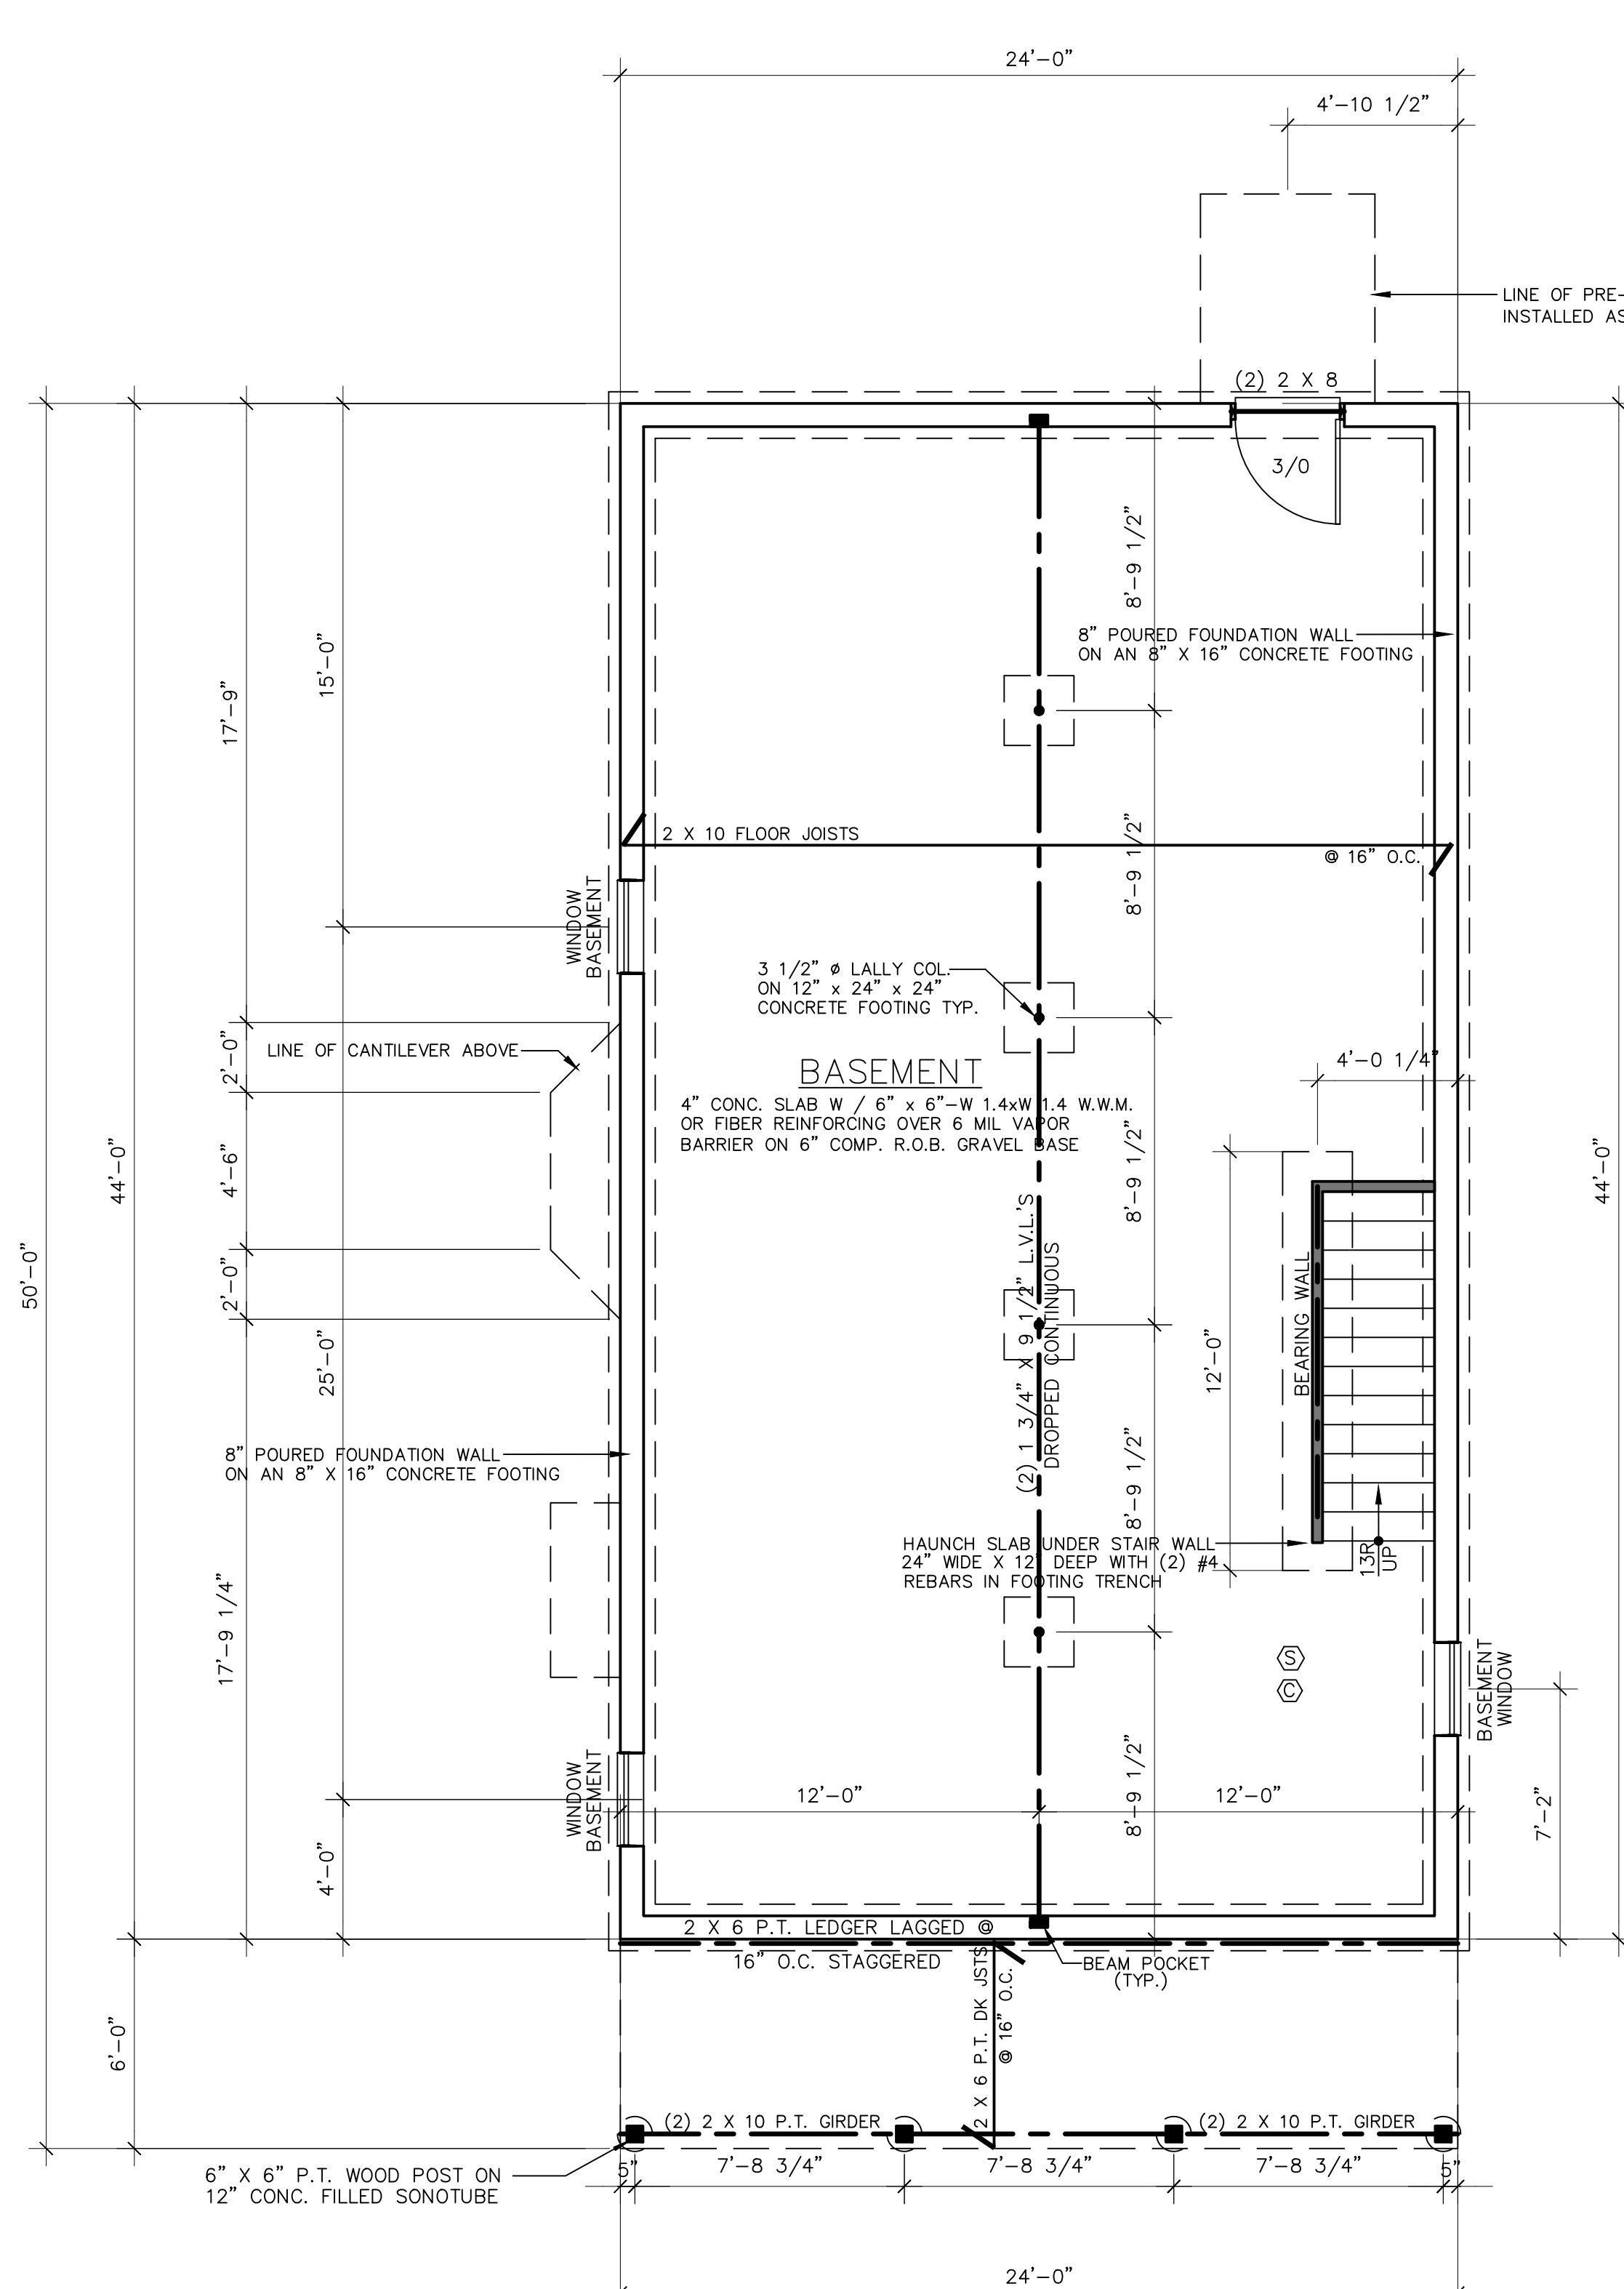 24'-0"
4'-10 1/2"
LINE OF PRE-
INSTALLED AS
(2) 2 X 8
3/0
8'-9 1/2"
8" POURED FOUNDATION WALL
ON AN 8" X 16" CONCRETE FOOTING
15'-0"
17'-9"
2 X 10 FLOOR JOISTS
@ 16" O.C.
8'-9 1/2"
WINDOW
BASEMENT
3 1/2" ø LALLY COL.
ON 12" x 24" x 24"
CONCRETE FOOTING TYP.
2'-0"
LINE OF CANTILEVER ABOVE
4'-0 1/4"
BASEMENT
4" CONC. SLAB W / 6" x 6"-W 1.4xW 1.4 W.W.M.
OR FIBER REINFORCING OVER 6 MIL VAPOR
BARRIER ON 6" COMP. R.O.B. GRAVEL BASE
44'-0"
4'-6"
8'-9 1/2"
44'-0"
50'-0"
2'-0"
25'-0"
(2) 1 3/4" X 9 1/2" L.V.L.'S
DROPPED CONTINUOUS
12'-0"
BEARING WALL
8" POURED FOUNDATION WALL
ON AN 8" X 16" CONCRETE FOOTING
8'-9 1/2"
HAUNCH SLAB UNDER STAIR WALL
24" WIDE X 12" DEEP WITH (2) #4
REBARS IN FOOTING TRENCH
13R
UP
17'-9 1/4"
S
C
BASEMENT
WINDOW
WINDOW
BASEMENT
12'-0"
8'-9 1/2"
12'-0"
7'-2"
4'-0"
2 X 6 P.T. LEDGER LAGGED @
16" O.C. STAGGERED
BEAM POCKET
(TYP.)
2 X 6 P.T. DK JSTS
@ 16" O.C.
6'-0"
(2) 2 X 10 P.T. GIRDER
(2) 2 X 10 P.T. GIRDER
6" X 6" P.T. WOOD POST ON
12" CONC. FILLED SONOTUBE
5"
7'-8 3/4"
7'-8 3/4"
7'-8 3/4"
5"
24'-0"